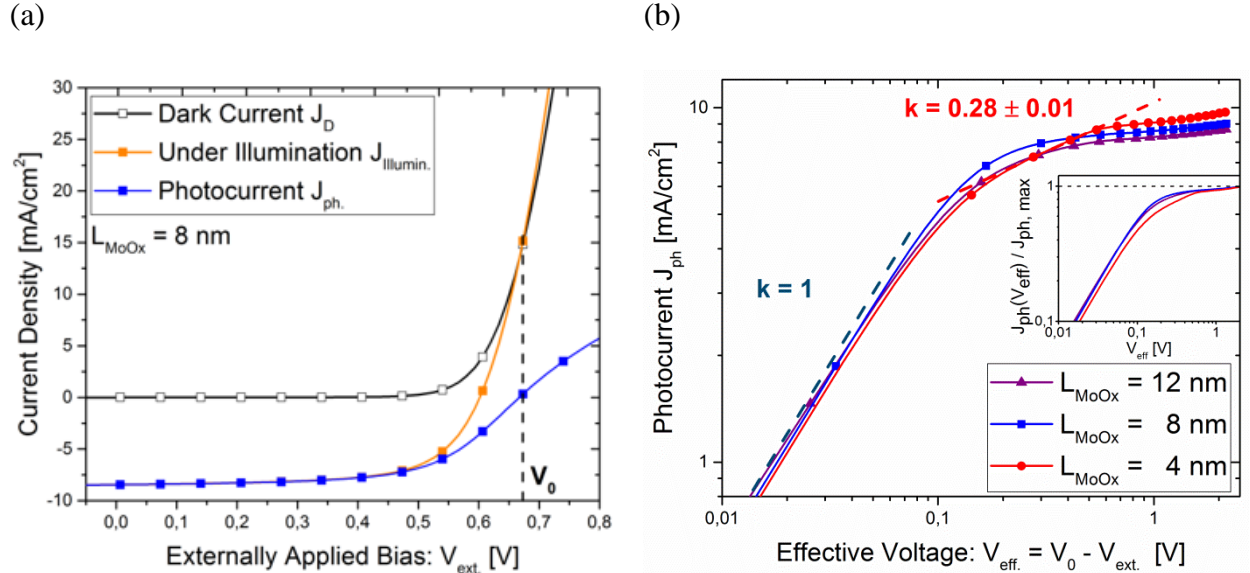 (a)
(b)
30
25
20
15
10
5
0
-5
-10
Current Density [mA/cm²]
Dark Current J_D
Under Illumination J_Illumin.
Photocurrent J_ph.
L_MoOx = 8 nm
V_0
0,0 0,1 0,2 0,3 0,4 0,5 0,6 0,7 0,8
Externally Applied Bias: V_ext. [V]
10
1
Photocurrent J_ph [mA/cm²]
k = 0.28 ± 0.01
k = 1
1
0,1
J_ph(V_eff) / J_ph, max
0,01 0,1 1
V_eff [V]
L_MoOx = 12 nm
L_MoOx = 8 nm
L_MoOx = 4 nm
0,01 0,1 1
Effective Voltage: V_eff. = V_0 - V_ext. [V]